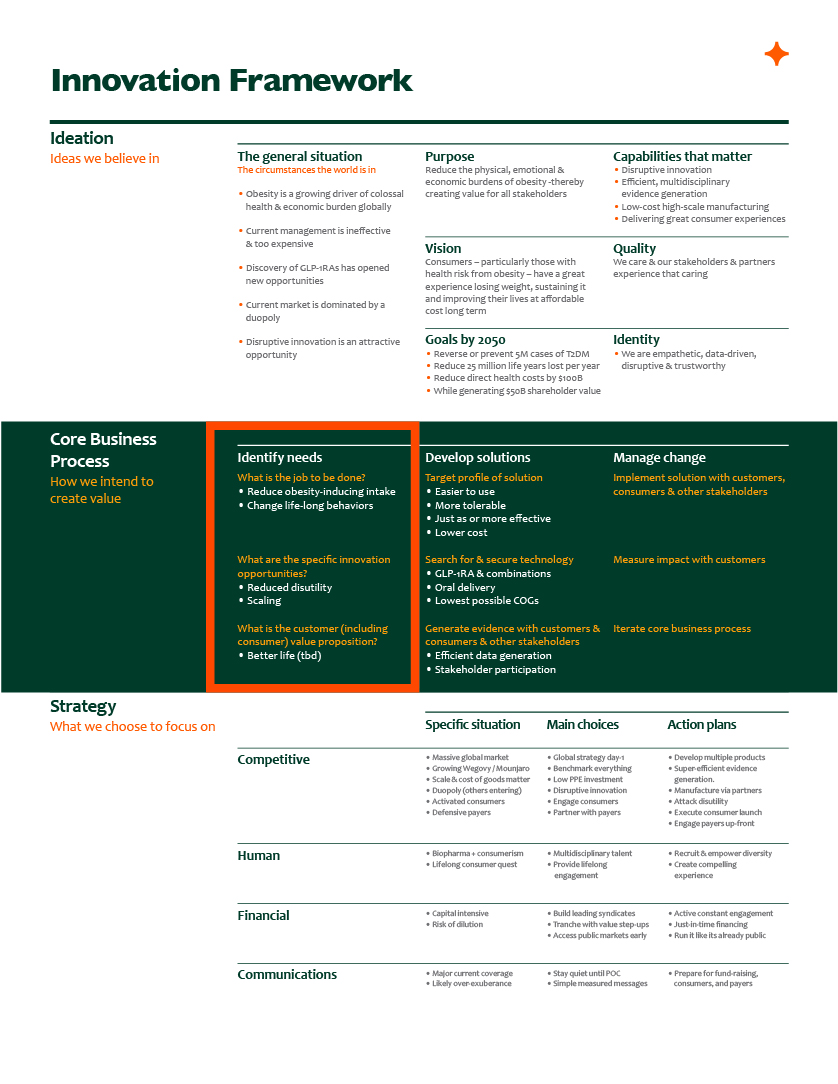 Innovation Framework
Ideation
Ideas we believe in
The general situation
The circumstances the world is in
• Obesity is a growing driver of colossal
health & economic burden globally
• Current management is ineffective
& too expensive
• Discovery of GLP-1RAs has opened
new opportunities
• Current market is dominated by a
duopoly
• Disruptive innovation is an attractive
opportunity
Purpose
Reduce the physical, emotional &
economic burdens of obesity -thereby
creating value for all stakeholders
Capabilities that matter
• Disruptive innovation
• Efficient, multidisciplinary
evidence generation
• Low-cost high-scale manufacturing
• Delivering great consumer experiences
Vision
Consumers – particularly those with
health risk from obesity – have a great
experience losing weight, sustaining it
and improving their lives at affordable
cost long term
Quality
We care & our stakeholders & partners
experience that caring
Goals by 2050
• Reverse or prevent 5M cases of T2DM
• Reduce 25 million life years lost per year
• Reduce direct health costs by $100B
• While generating $50B shareholder value
Identity
• We are empathetic, data-driven,
disruptive & trustworthy
Core Business
Process
How we intend to
create value
Identify needs
What is the job to be done?
• Reduce obesity-inducing intake
• Change life-long behaviors
What are the specific innovation
opportunities?
• Reduced disutility
• Scaling
What is the customer (including
consumer) value proposition?
• Better life (tbd)
Develop solutions
Target profile of solution
• Easier to use
• More tolerable
• Just as or more effective
• Lower cost
Search for & secure technology
• GLP-1RA & combinations
• Oral delivery
• Lowest possible COGs
Generate evidence with customers &
consumers & other stakeholders
• Efficient data generation
• Stakeholder participation
Manage change
Implement solution with customers,
consumers & other stakeholders
Measure impact with customers
Iterate core business process
Strategy
What we choose to focus on
Specific situation
Main choices
Action plans
Competitive
• Massive global market
• Growing Wegovy / Mounjaro
• Scale & cost of goods matter
• Duopoly (others entering)
• Activated consumers
• Defensive payers
• Global strategy day-1
• Benchmark everything
• Low PPE investment
• Disruptive innovation
• Engage consumers
• Partner with payers
• Develop multiple products
• Super-efficient evidence
generation.
• Manufacture via partners
• Attack disutility
• Execute consumer launch
• Engage payers up-front
Human
• Biopharma + consumerism
• Lifelong consumer quest
• Multidisciplinary talent
• Provide lifelong
engagement
• Recruit & empower diversity
• Create compelling
experience
Financial
• Capital intensive
• Risk of dilution
• Build leading syndicates
• Tranche with value step-ups
• Access public markets early
• Active constant engagement
• Just-in-time financing
• Run it like its already public
Communications
• Major current coverage
• Likely over-exuberance
• Stay quiet until POC
• Simple measured messages
• Prepare for fund-raising,
consumers, and payers